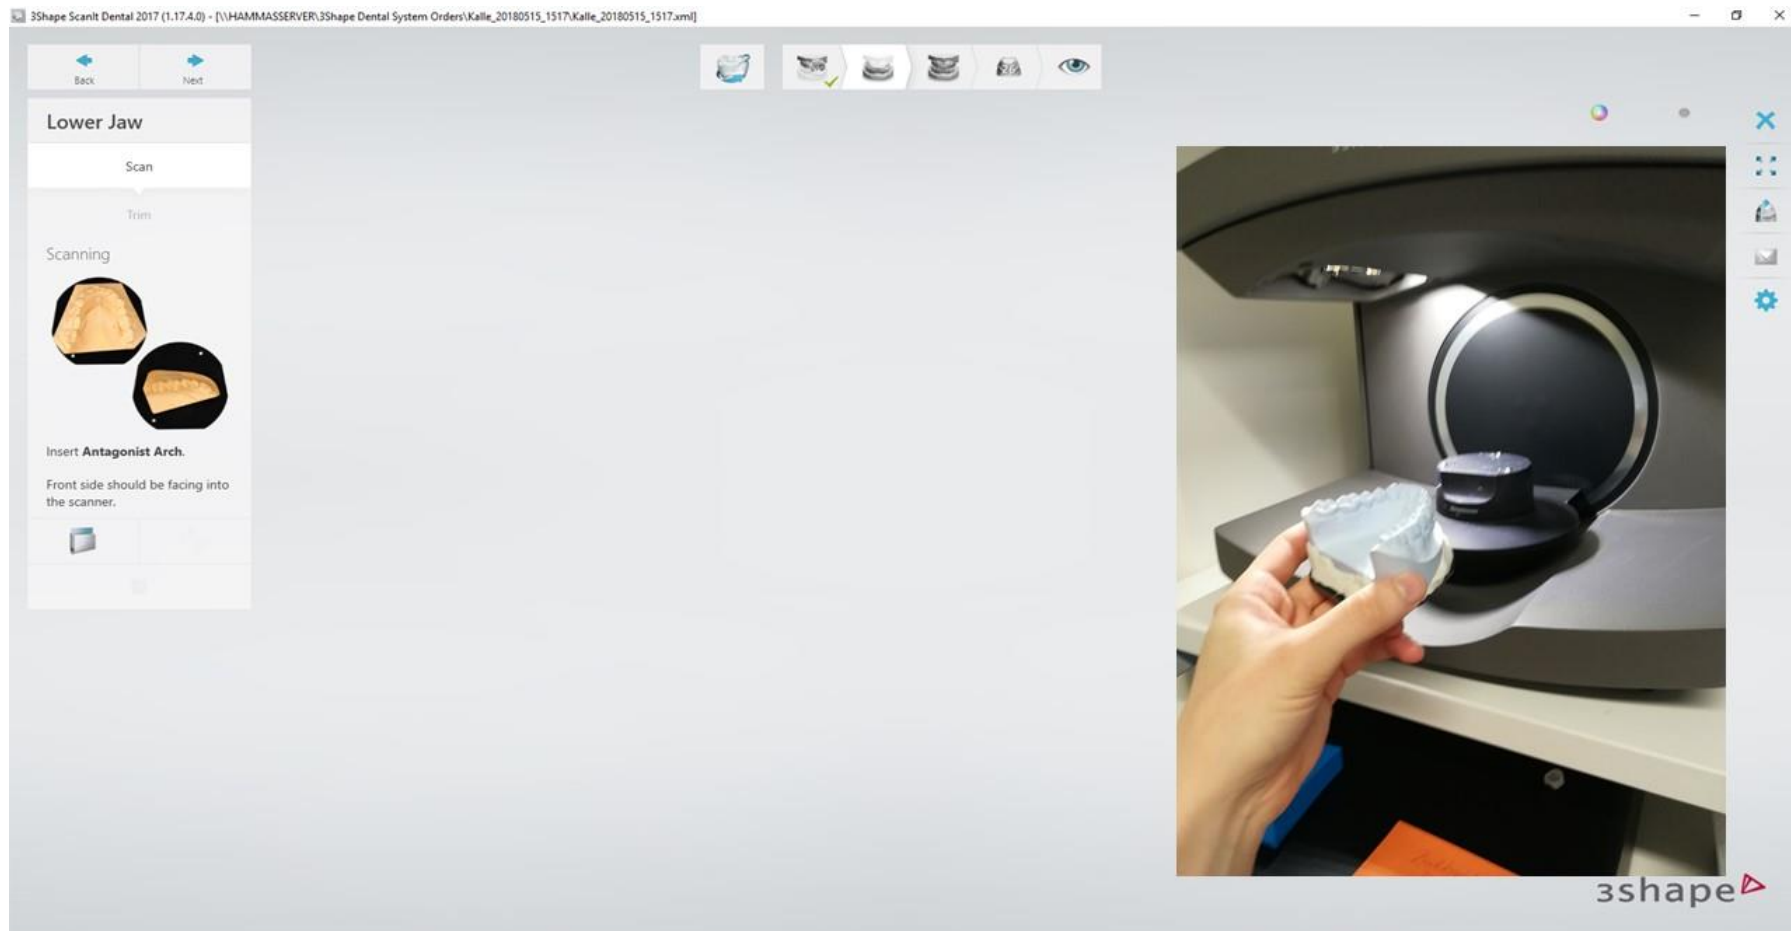 3Shape ScanIt Dental 2017 (1.17.4.0) - [\\HAMMASSERVER\3Shape Dental System Orders\Kalle_20180515_1517\Kalle_20180515_1517.xml]
Back
Next
Lower Jaw
Scan
Trim
Scanning
Insert Antagonist Arch.
Front side should be facing into
the scanner.
3shape